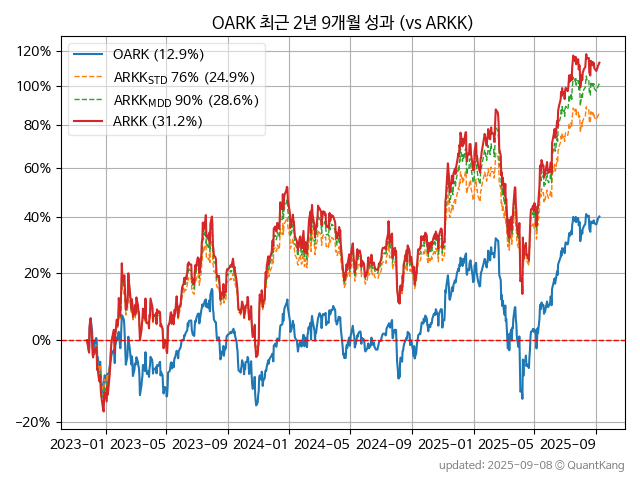 OARK 최근 2년 9개월 성과 (vs ARKK)
OARK (12.9%)
ARKKSTD 76% (24.9%)
ARKKMDD 90% (28.6%)
ARKK (31.2%)
120%
100%
80%
60%
40%
20%
0%
−20%
2023-01 2023-05 2023-09 2024-01 2024-05 2024-09 2025-01 2025-05 2025-09
updated: 2025-09-08 © QuantKang